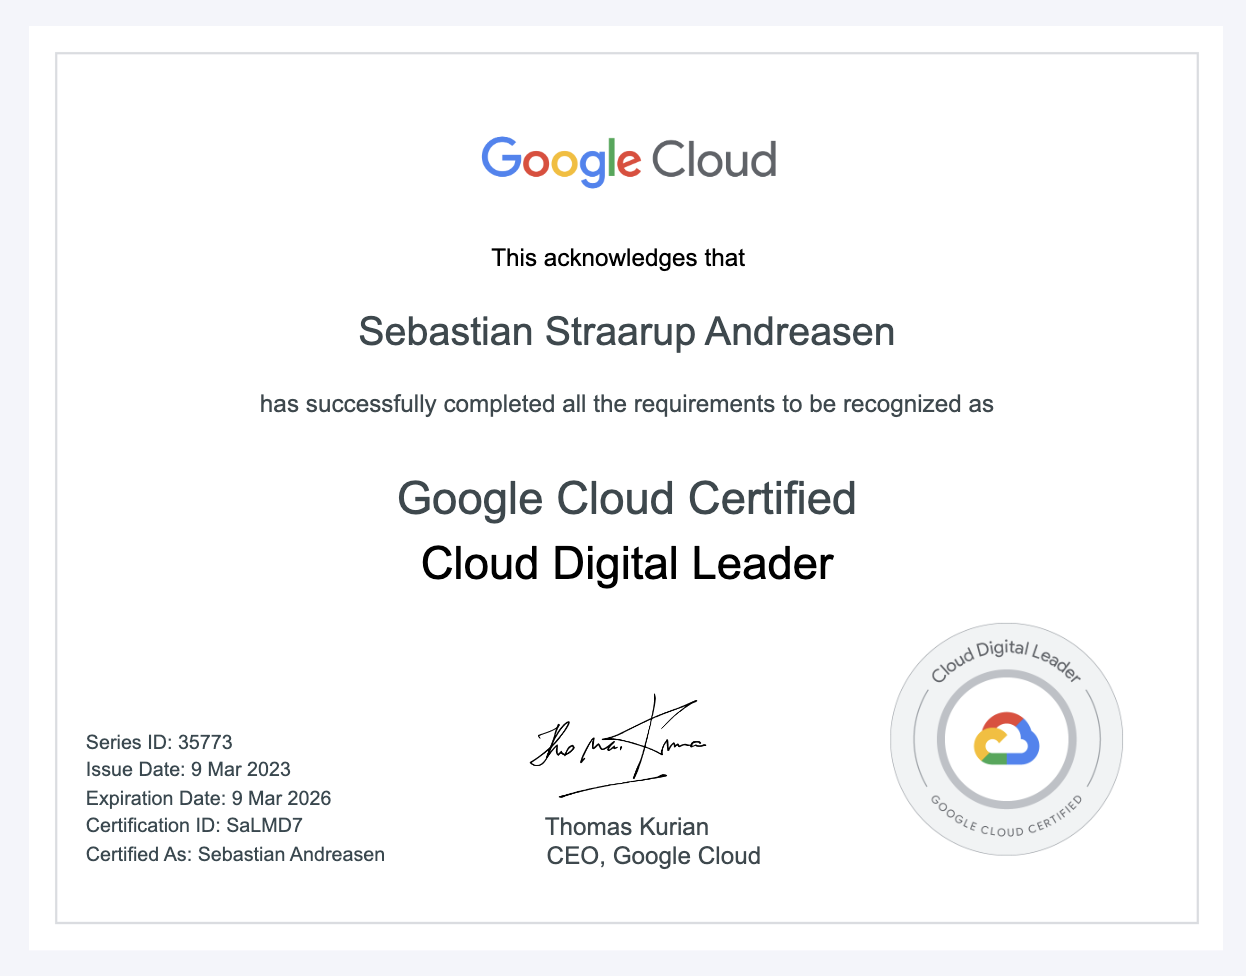 Google Cloud
This acknowledges that
Sebastian Straarup Andreasen
has successfully completed all the requirements to be recognized as
Google Cloud Certified
Cloud Digital Leader
Series ID: 35773
Issue Date: 9 Mar 2023
Expiration Date: 9 Mar 2026
Certification ID: SaLMD7
Certified As: Sebastian Andreasen
Thomas Kurian
Thomas Kurian
CEO, Google Cloud
Cloud Digital Leader
GOOGLE CLOUD CERTIFIED